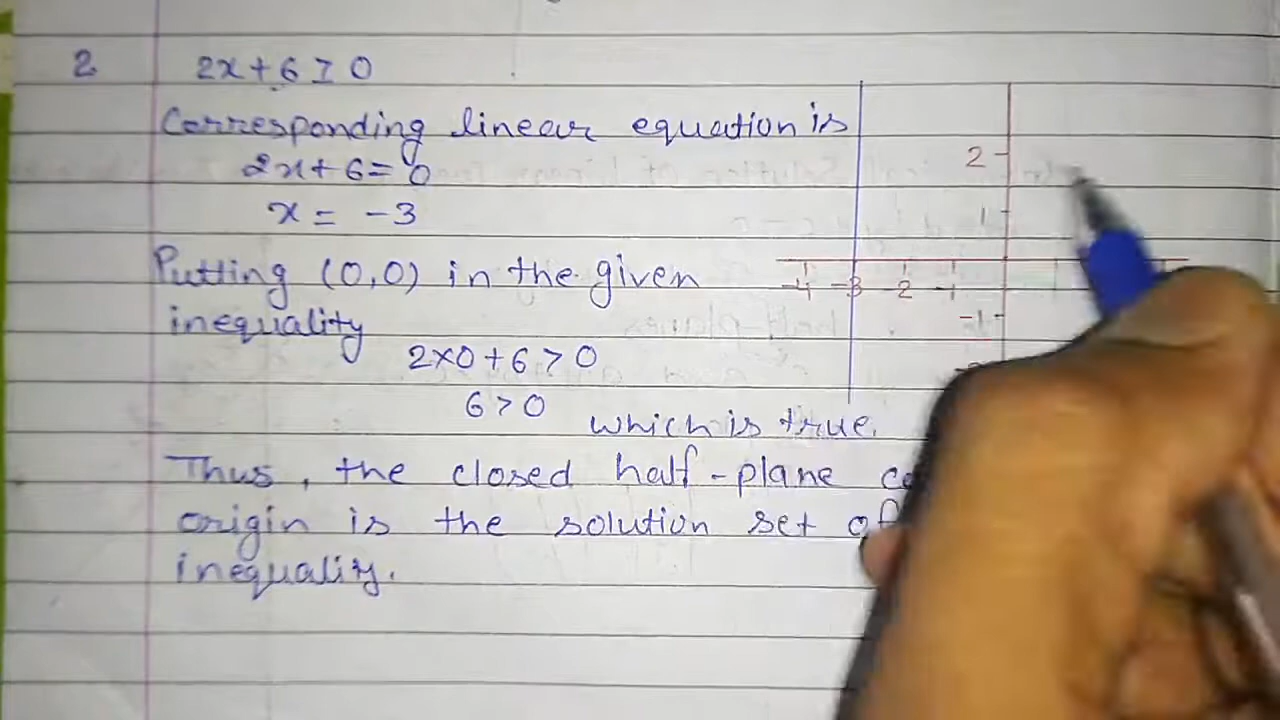 2. 2x + 6 ≥ 0
Corresponding linear equation is
2x + 6 = 0
x = -3
Putting (0,0) in the given
inequality
2×0 + 6 > 0
6 > 0
which is true.
Thus, the closed half-plane
origin is the solution set of
inequality.
2
1
-4 -3 -2 -1
-1